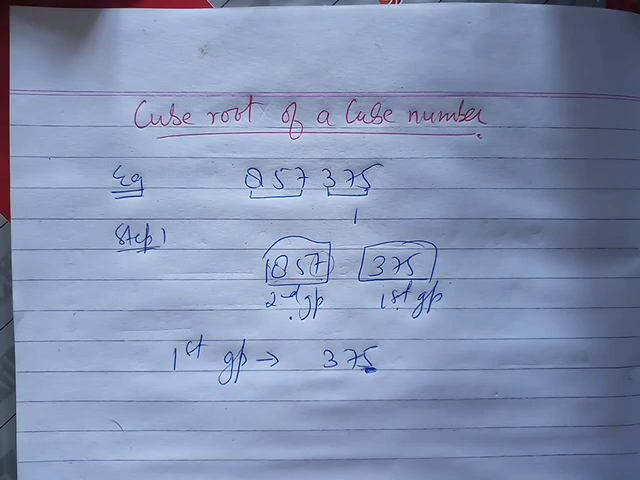 Cube root of a Cube number.
Eg 857 375
1
Step 1
857 375
2nd gp 1st gp
1st gp → 375